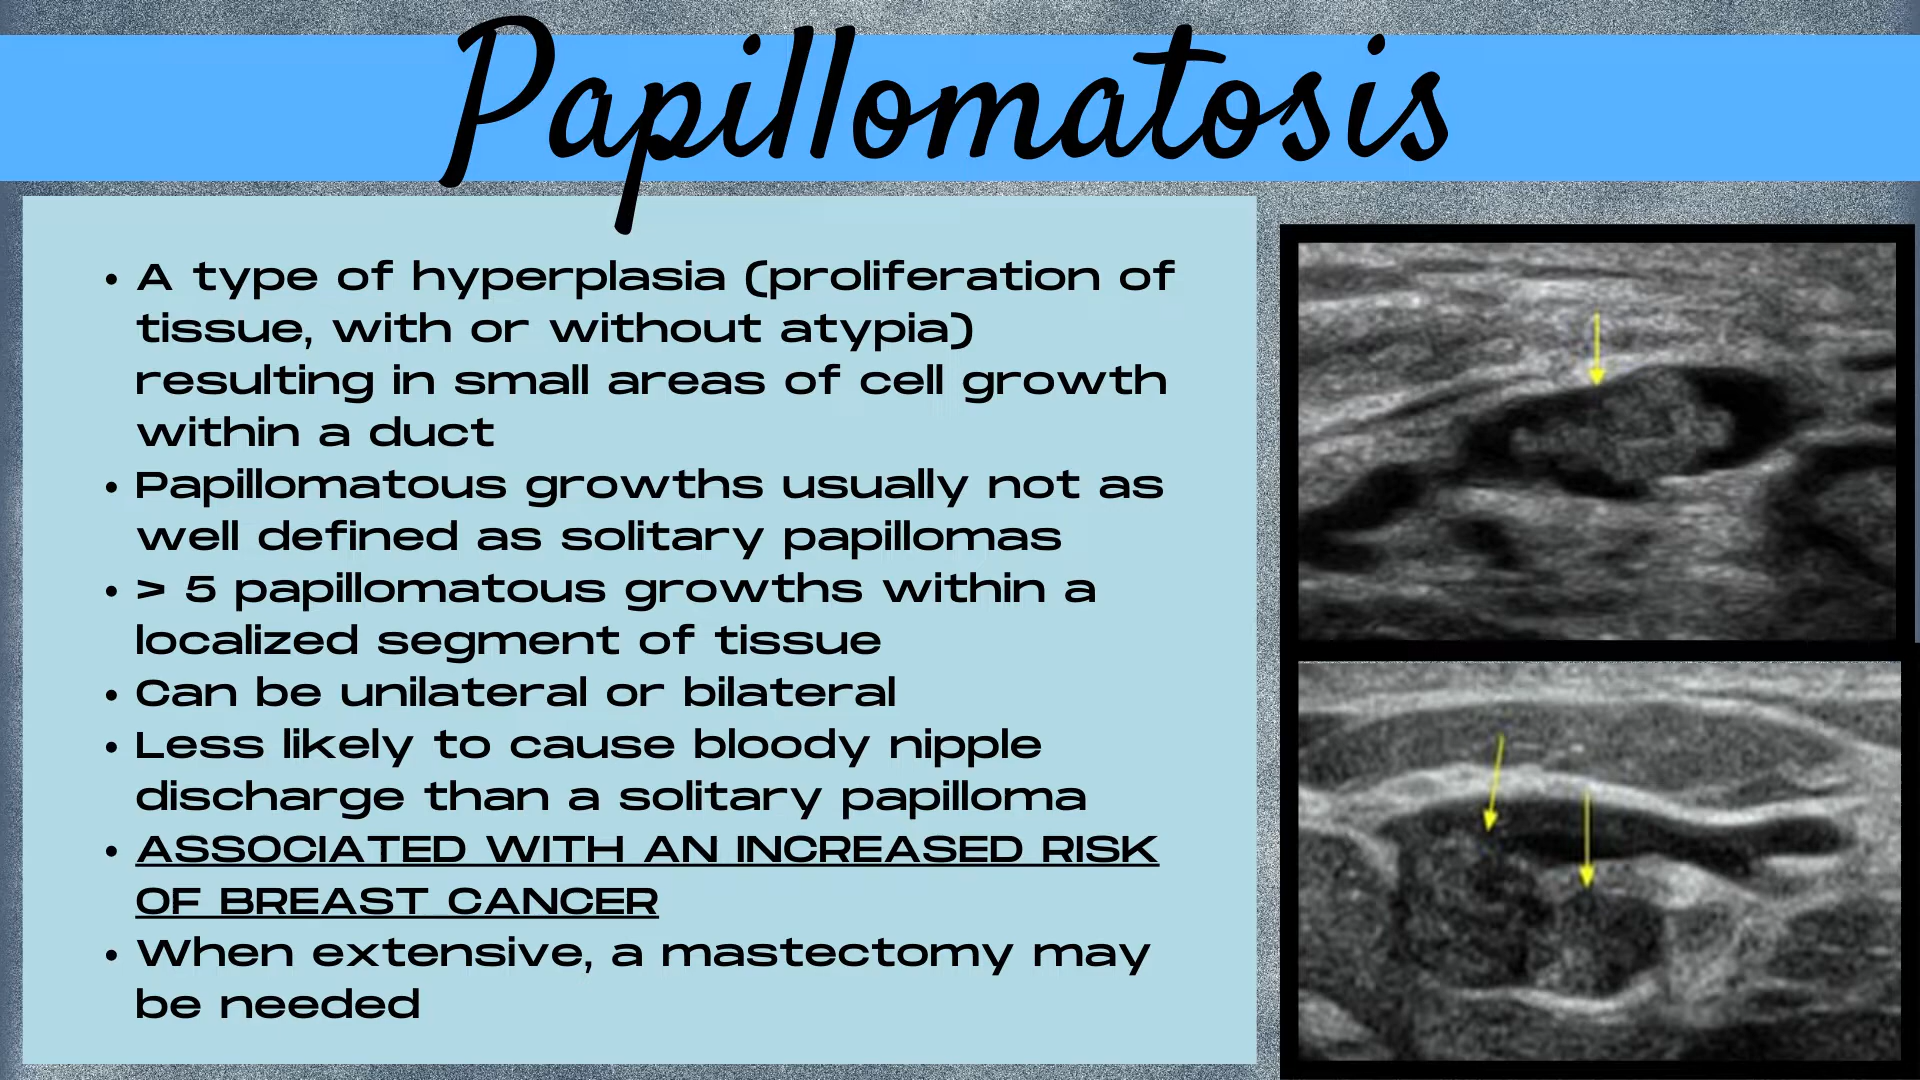 Papillomatosis
• A type of hyperplasia (proliferation of
tissue, with or without atypia)
resulting in small areas of cell growth
within a duct
• Papillomatous growths usually not as
well defined as solitary papillomas
• > 5 papillomatous growths within a
localized segment of tissue
• Can be unilateral or bilateral
• Less likely to cause bloody nipple
discharge than a solitary papilloma
• ASSOCIATED WITH AN INCREASED RISK
OF BREAST CANCER
• When extensive, a mastectomy may
be needed